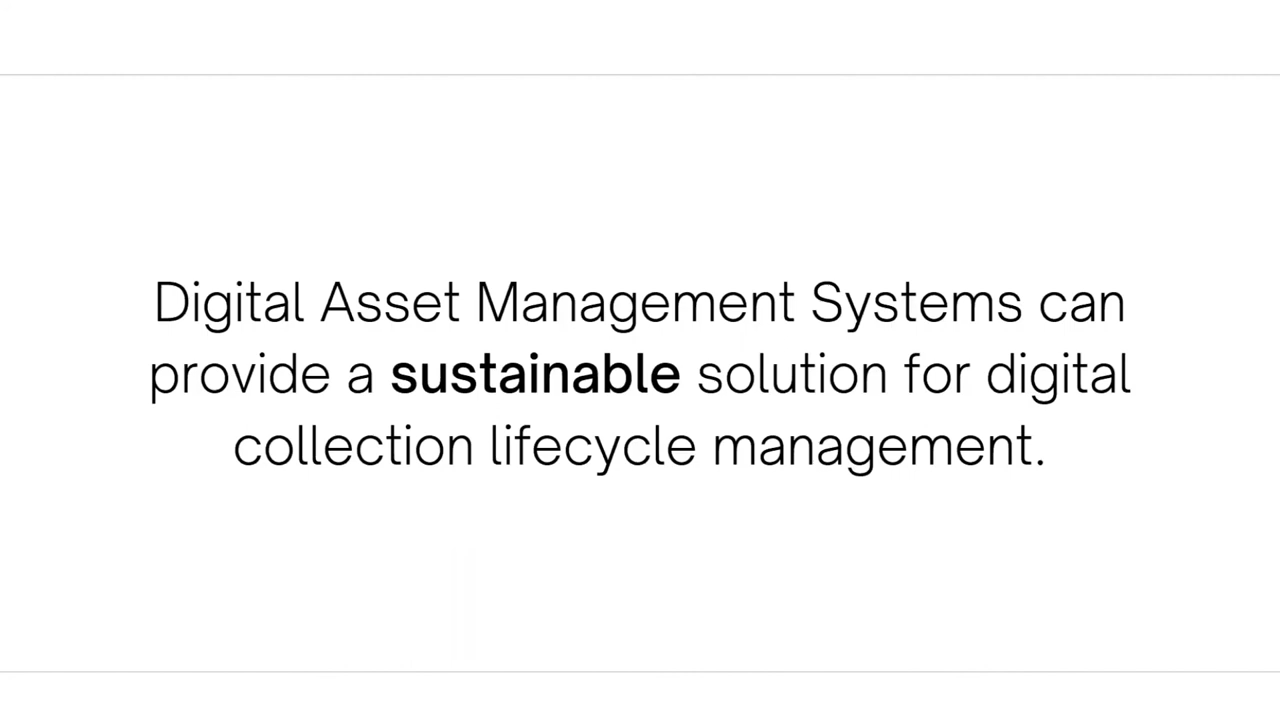 Digital Asset Management Systems can
provide a sustainable solution for digital
collection lifecycle management.